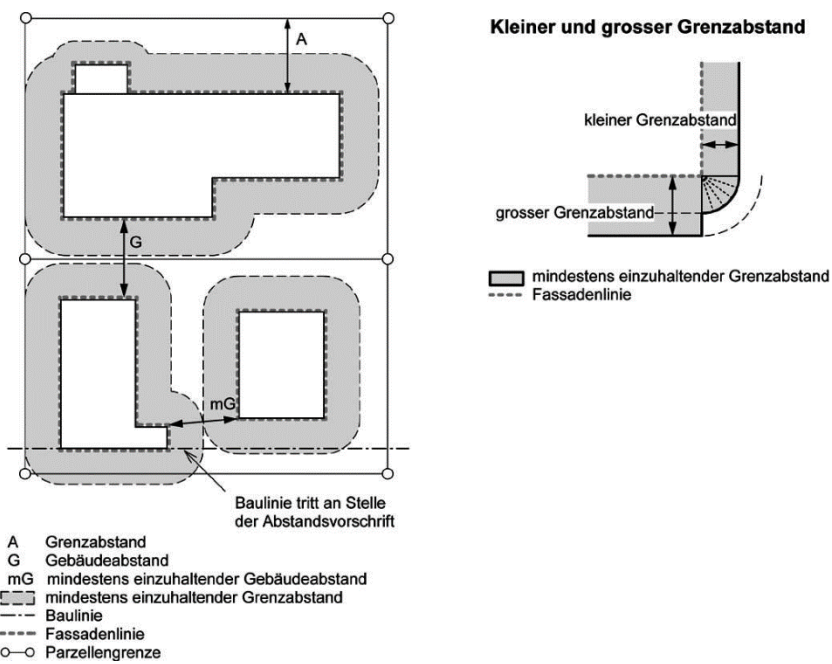 A
G
mG
Baulinie tritt an Stelle
der Abstandsvorschrift
A Grenzabstand
G Gebäudeabstand
mG mindestens einzuhaltender Gebäudeabstand
mindestens einzuhaltender Grenzabstand
Baulinie
Fassadenlinie
Parzellengrenze
Kleiner und grosser Grenzabstand
kleiner Grenzabstand
grosser Grenzabstand
mindestens einzuhaltender Grenzabstand
Fassadenlinie